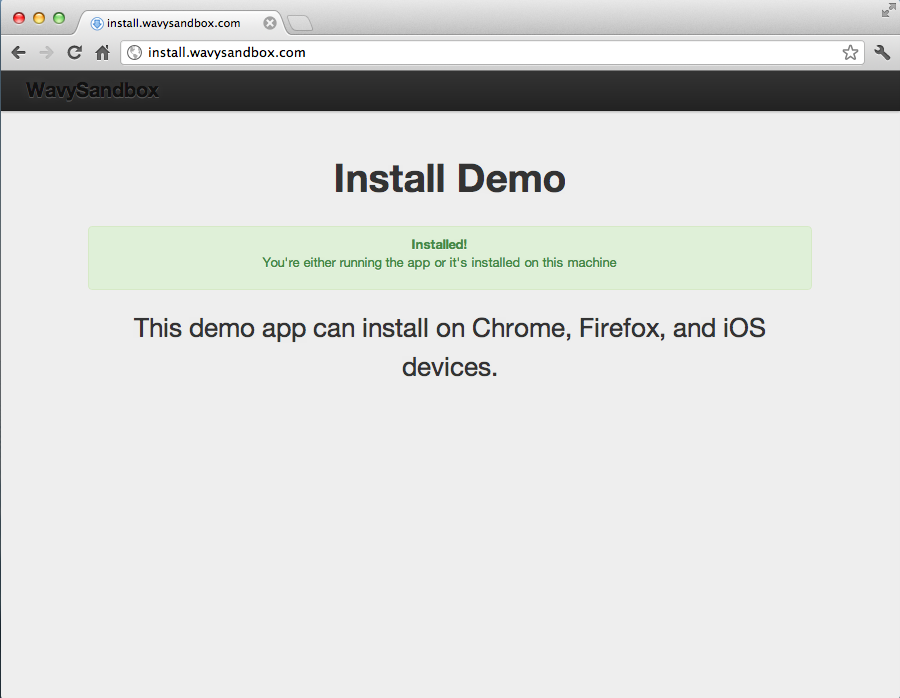 install.wavysandbox.com
install.wavysandbox.com
WavySandbox
Install Demo
Installed!
You're either running the app or it's installed on this machine
This demo app can install on Chrome, Firefox, and iOS
devices.